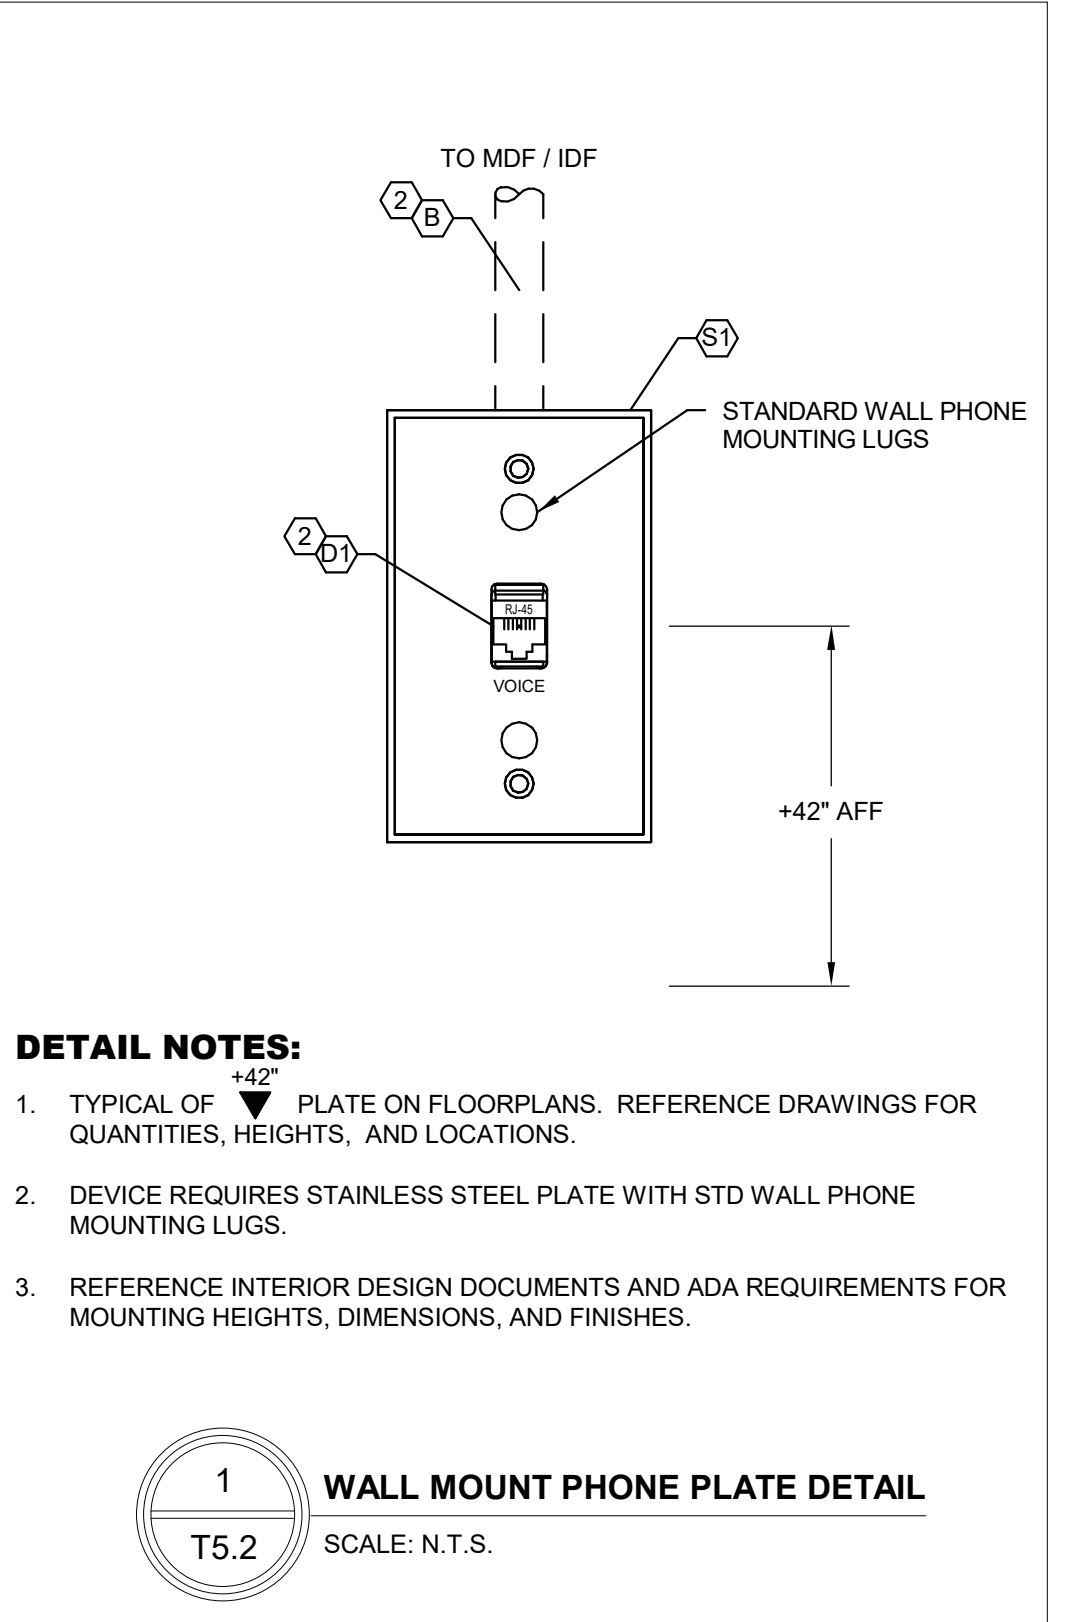 TO MDF / IDF
2
B
S1
STANDARD WALL PHONE
MOUNTING LUGS
2
D1
RJ-45
VOICE
+42" AFF
DETAIL NOTES:
+42"
1. TYPICAL OF PLATE ON FLOORPLANS. REFERENCE DRAWINGS FOR
QUANTITIES, HEIGHTS, AND LOCATIONS.
2. DEVICE REQUIRES STAINLESS STEEL PLATE WITH STD WALL PHONE
MOUNTING LUGS.
3. REFERENCE INTERIOR DESIGN DOCUMENTS AND ADA REQUIREMENTS FOR
MOUNTING HEIGHTS, DIMENSIONS, AND FINISHES.
1
T5.2
WALL MOUNT PHONE PLATE DETAIL
SCALE: N.T.S.